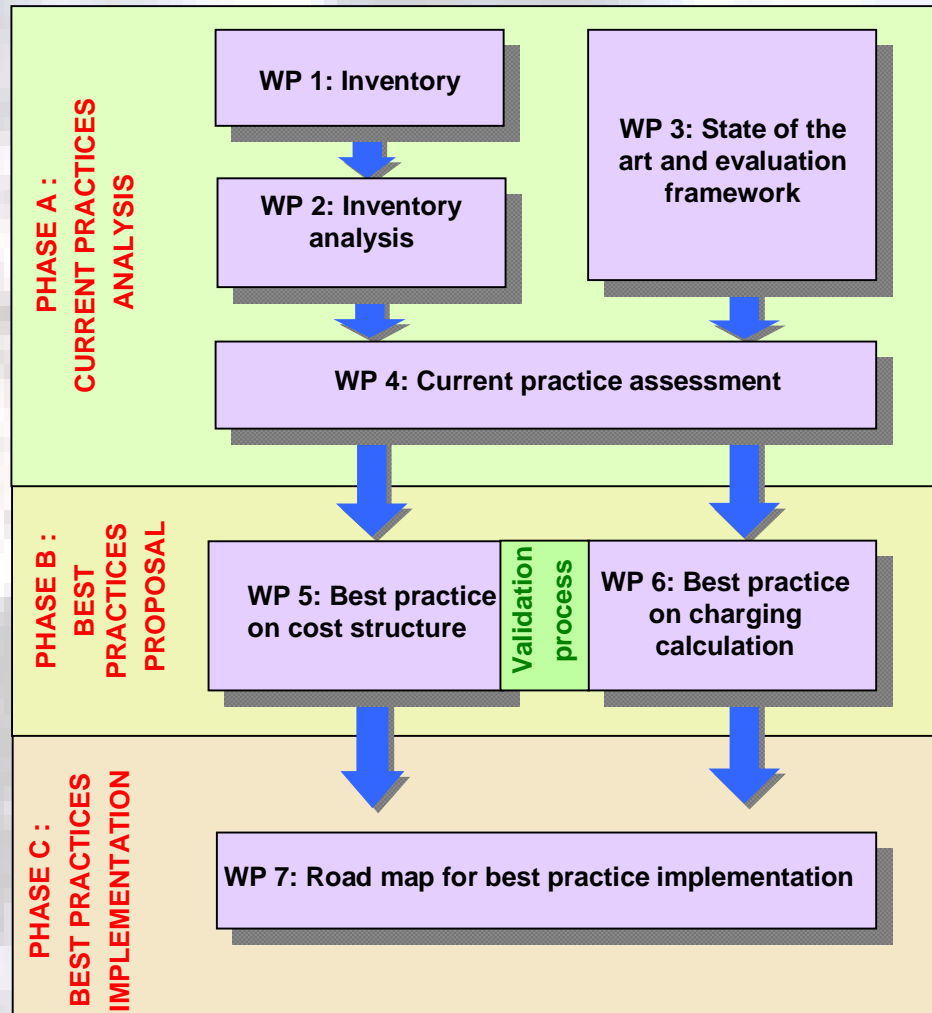 PHASE A :
CURRENT PRACTICES
ANALYSIS
WP 1: Inventory
WP 2: Inventory
analysis
WP 3: State of the
art and evaluation
framework
WP 4: Current practice assessment
PHASE B :
BEST
PRACTICES
PROPOSAL
WP 5: Best practice
on cost structure
Validation
process
WP 6: Best practice
on charging
calculation
PHASE C :
BEST PRACTICES
IMPLEMENTATION
WP 7: Road map for best practice implementation